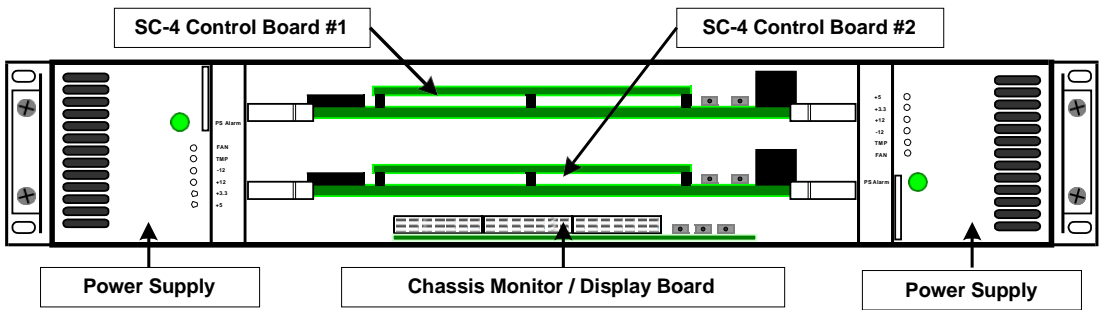 SC-4 Control Board #1
SC-4 Control Board #2
PS Alarm
FAN
TMP
-12
+12
+3.3
+5
+5
+3.3
+12
-12
TMP
FAN
PS Alarm
Power Supply
Chassis Monitor / Display Board
Power Supply